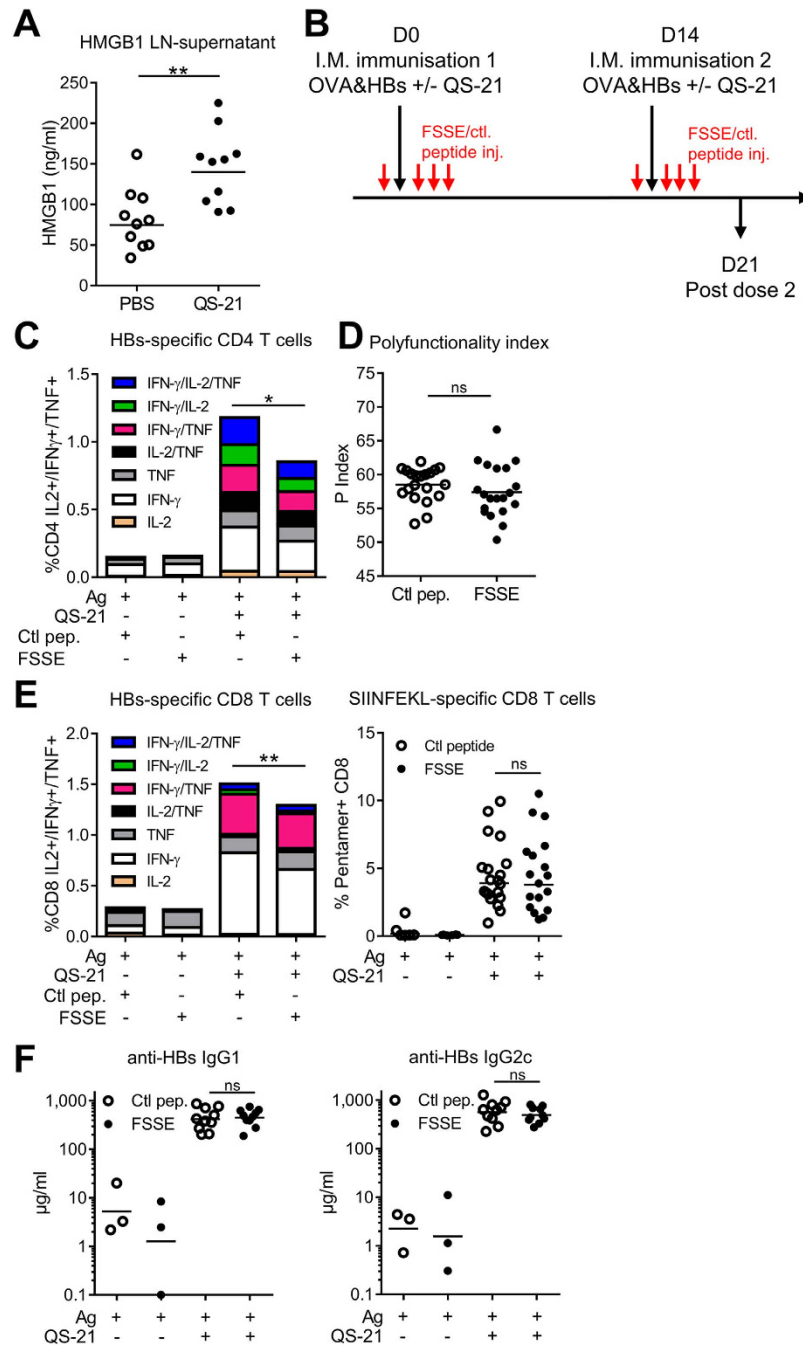 A
HMGB1 LN-supernatant
**
HMGB1 (ng/ml)
250
200
150
100
50
0
PBS QS-21
B
D0
I.M. immunisation 1
OVA&HBs +/- QS-21
D14
I.M. immunisation 2
OVA&HBs +/- QS-21
FSSE/ctl.
peptide inj.
FSSE/ctl.
peptide inj.
D21
Post dose 2
C
HBs-specific CD4 T cells
%CD4 IL2+/IFNγ+/TNF+
1.5
1.0
0.5
0.0
IFN-γ/IL-2/TNF
IFN-γ/IL-2
IFN-γ/TNF
IL-2/TNF
TNF
IFN-γ
IL-2
*
Ag + + + +
QS-21 - - + +
Ctl pep. + - + -
FSSE - + - +
D
Polyfunctionality index
ns
P Index
75
70
65
60
55
50
45
Ctl pep. FSSE
E
HBs-specific CD8 T cells
%CD8 IL2+/IFNγ+/TNF+
2.0
1.5
1.0
0.5
0.0
IFN-γ/IL-2/TNF
IFN-γ/IL-2
IFN-γ/TNF
IL-2/TNF
TNF
IFN-γ
IL-2
**
Ag + + + +
QS-21 - - + +
Ctl pep. + - + -
FSSE - + - +
SIINFEKL-specific CD8 T cells
% Pentamer+ CD8
15
10
5
0
Ctl peptide
FSSE
ns
Ag + + + +
QS-21 - - + +
F
anti-HBs IgG1
µg/ml
1,000
100
10
1
0.1
Ctl pep.
FSSE
ns
Ag + + + +
QS-21 - - + +
anti-HBs IgG2c
µg/ml
1,000
100
10
1
0.1
Ctl pep.
FSSE
ns
Ag + + + +
QS-21 - - + +